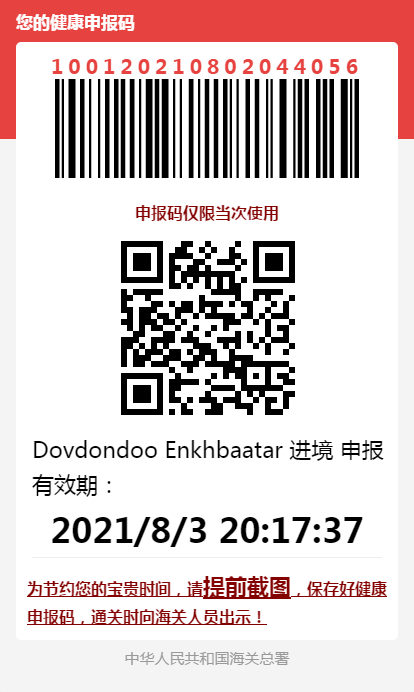 您的健康申报码
100120210802044056
申报码仅限当次使用
Dovdondoo Enkhbaatar 进境 申报
有效期：
2021/8/3 20:17:37
为节约您的宝贵时间，请提前截图，保存好健康
申报码，通关时向海关人员出示！
中华人民共和国海关总署